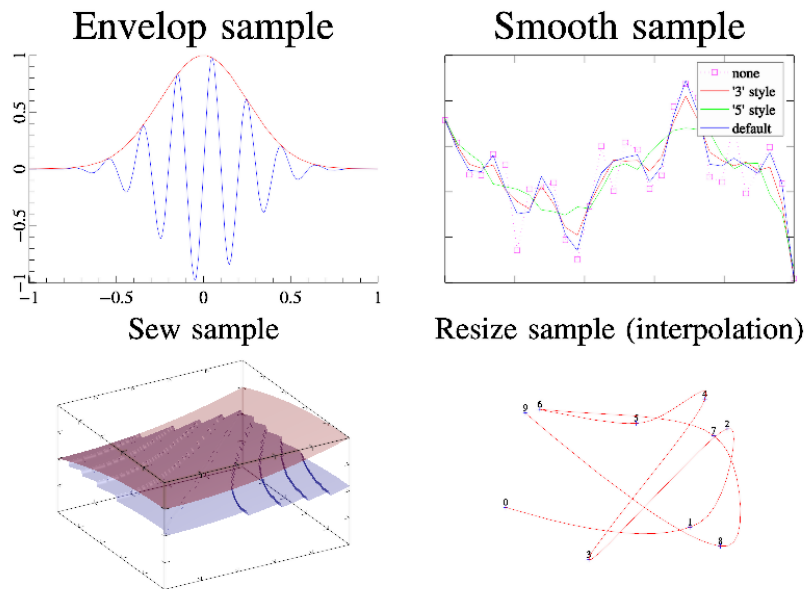 Envelop sample
Smooth sample
1
0.5
0
−0.5
−1
−1
−0.5
0
0.5
1
none
'3' style
'5' style
default
Sew sample
Resize sample (interpolation)
4
9
6
5
7
2
0
1
3
8